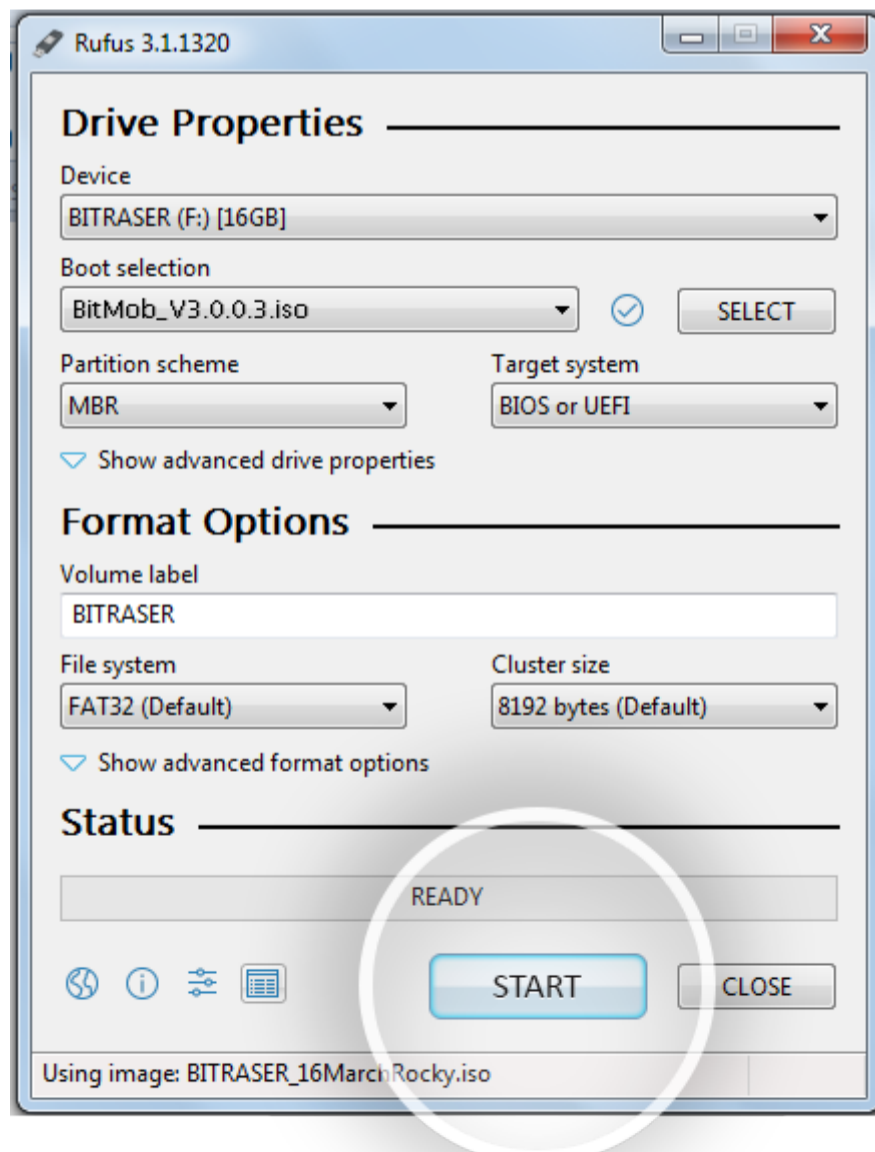 Rufus 3.1.1320
Drive Properties
Device
BITRASER (F:) [16GB]
Boot selection
BitMob_V3.0.0.3.iso
SELECT
Partition scheme
Target system
MBR
BIOS or UEFI
Show advanced drive properties
Format Options
Volume label
BITRASER
File system
Cluster size
FAT32 (Default)
8192 bytes (Default)
Show advanced format options
Status
READY
START
CLOSE
Using image: BITRASER_16MarchRocky.iso